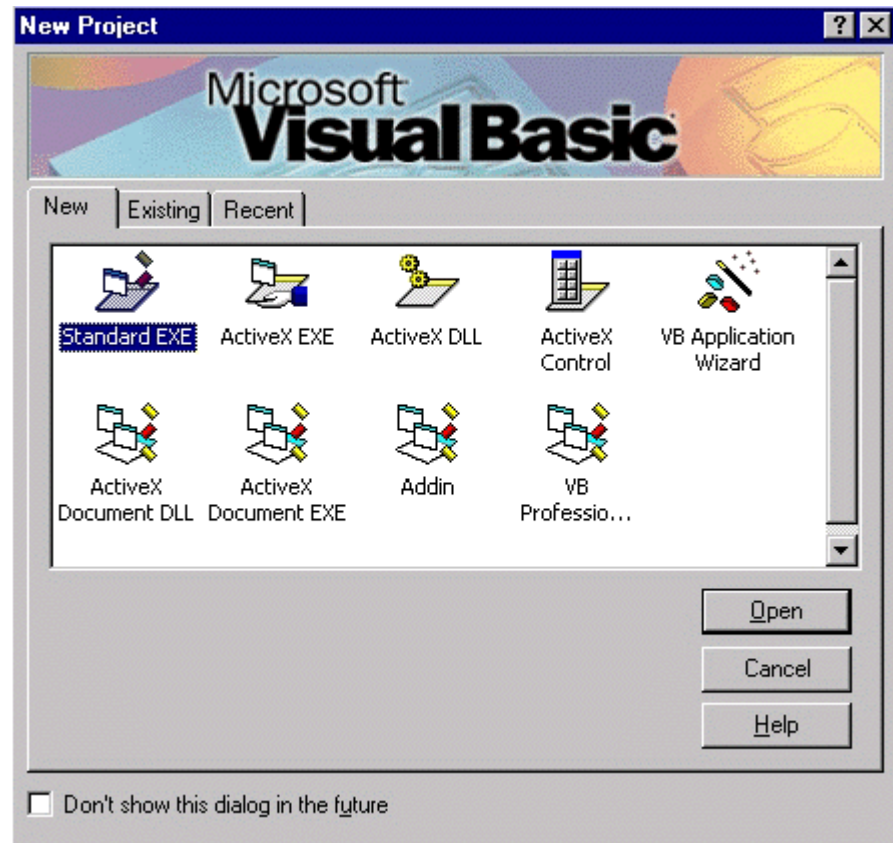 New Project
Microsoft
Visual Basic
New Existing Recent
Standard EXE ActiveX EXE ActiveX DLL ActiveX Control VB Application Wizard
ActiveX Document DLL ActiveX Document EXE Addin VB Professio...
Open
Cancel
Help
Don't show this dialog in the future